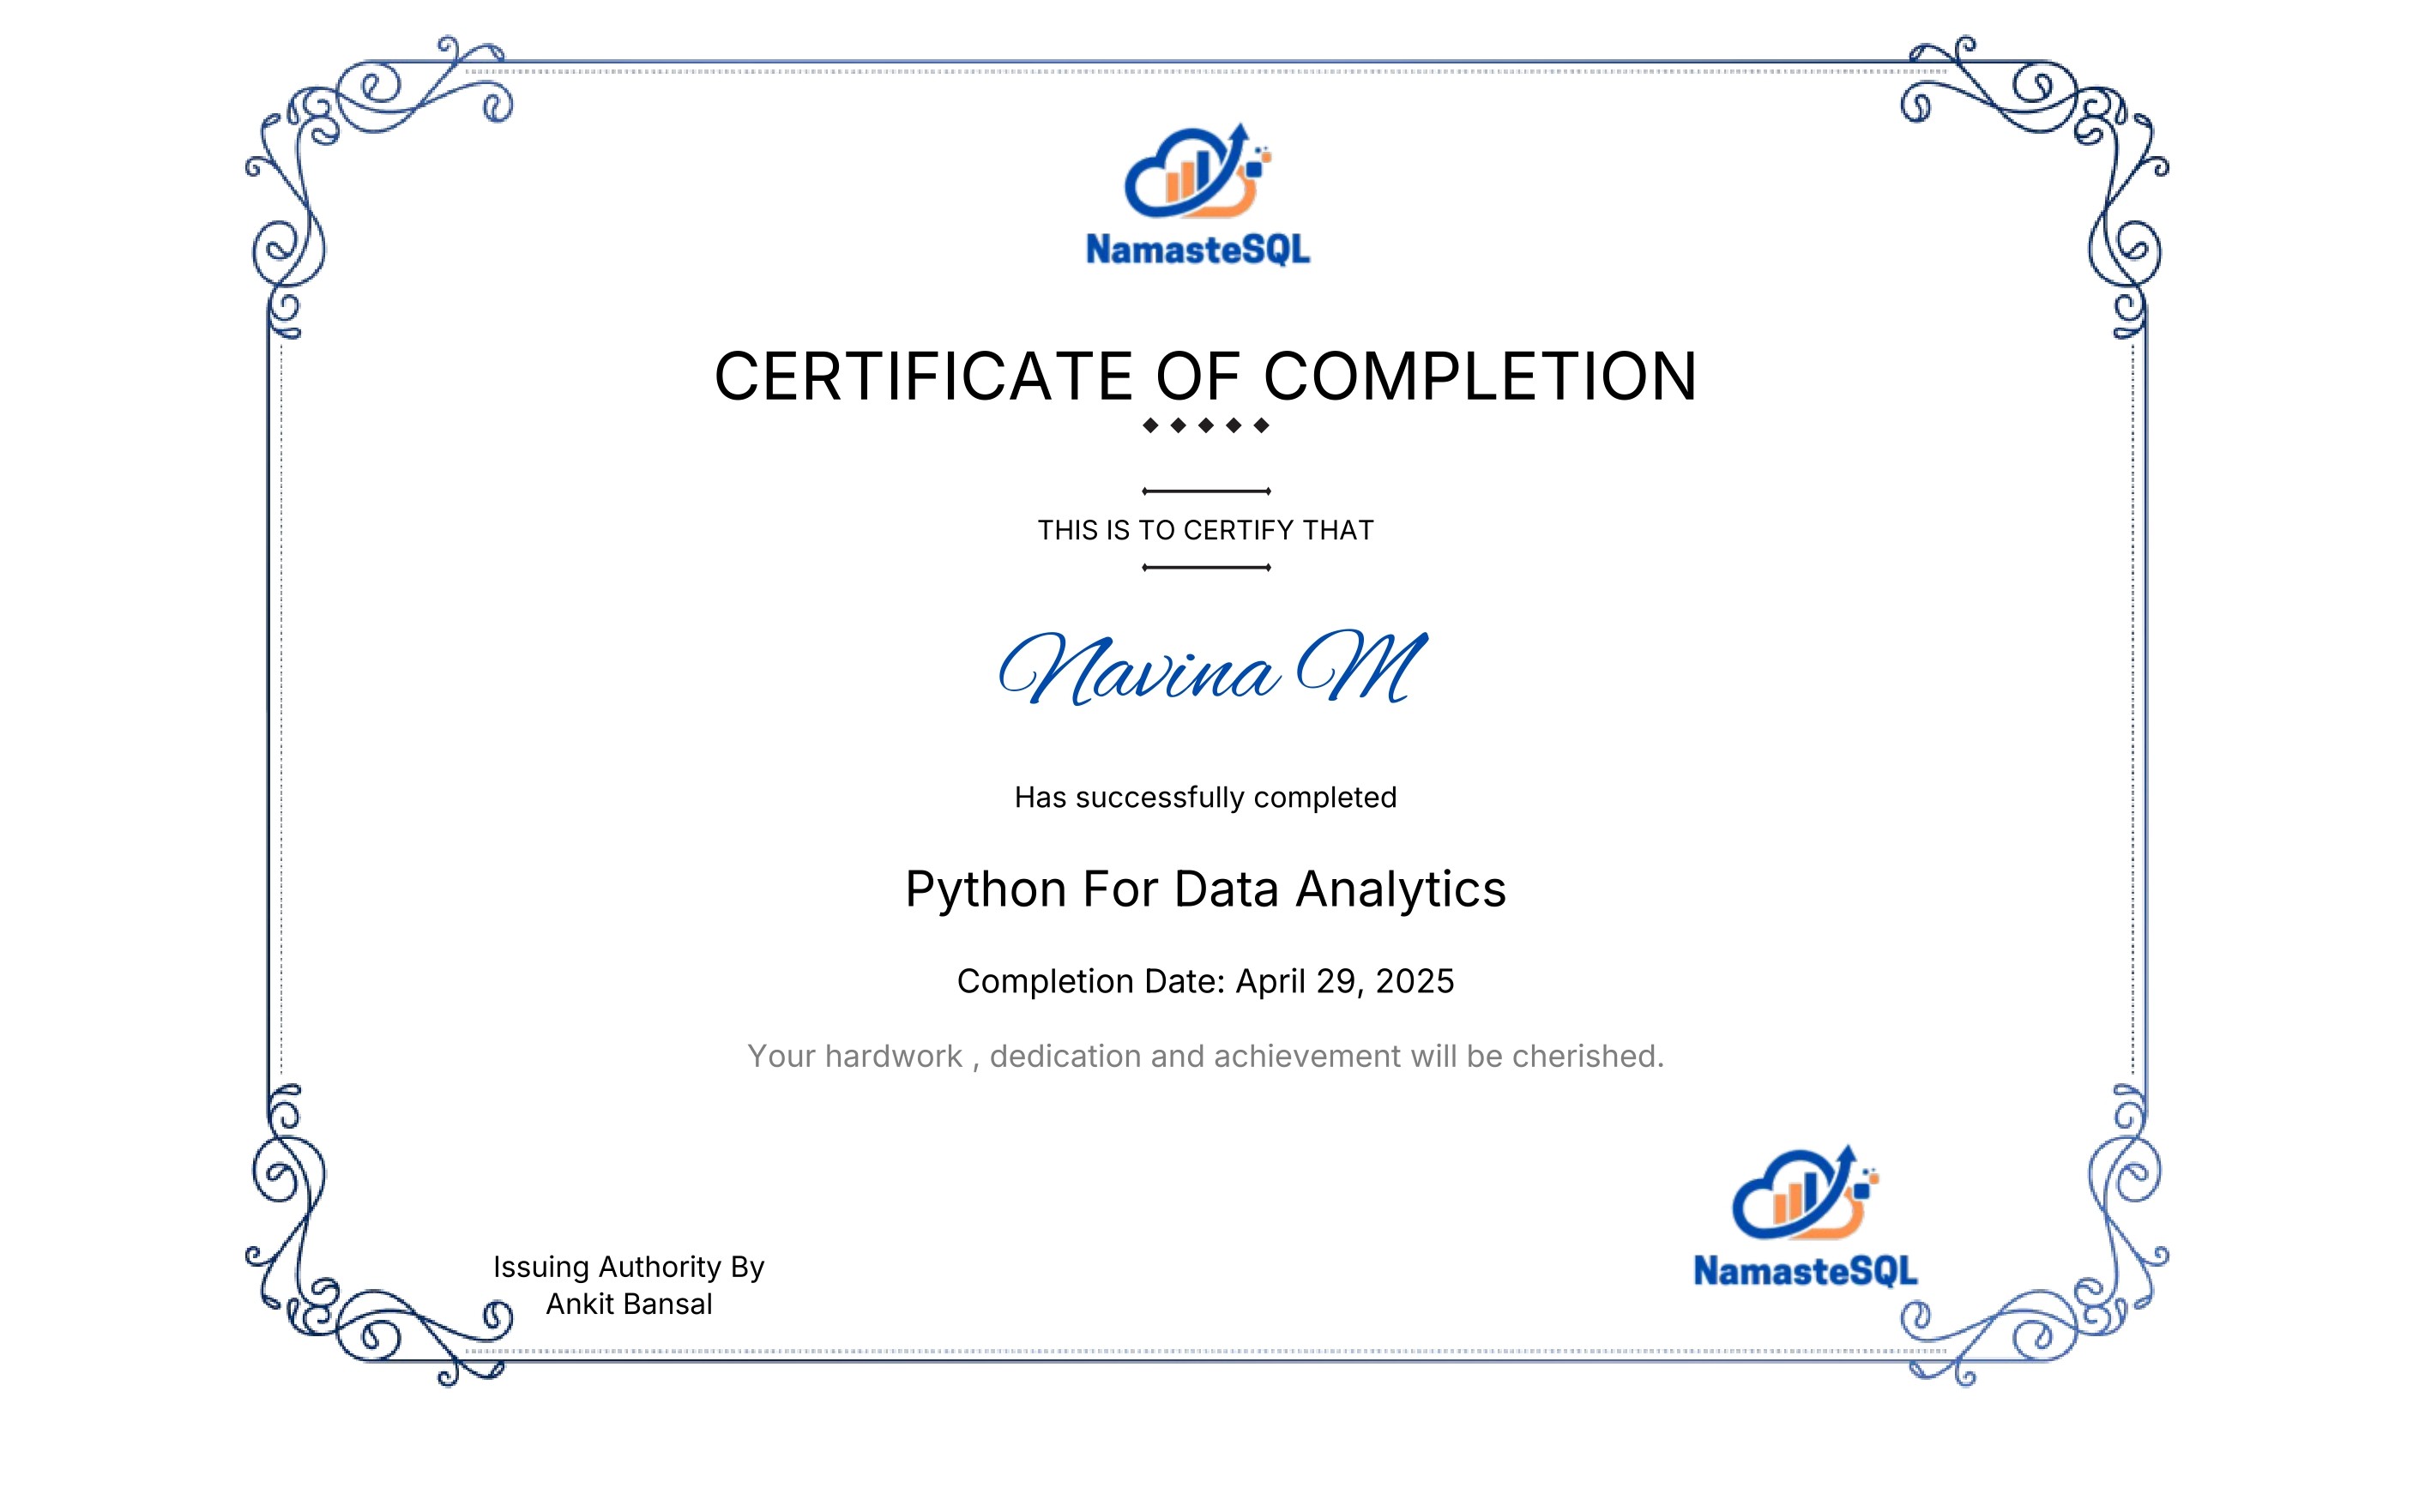 NamasteSQL
CERTIFICATE OF COMPLETION
THIS IS TO CERTIFY THAT
Navina M
Has successfully completed
Python For Data Analytics
Completion Date: April 29, 2025
Your hardwork , dedication and achievement will be cherished.
Issuing Authority By
Ankit Bansal
NamasteSQL